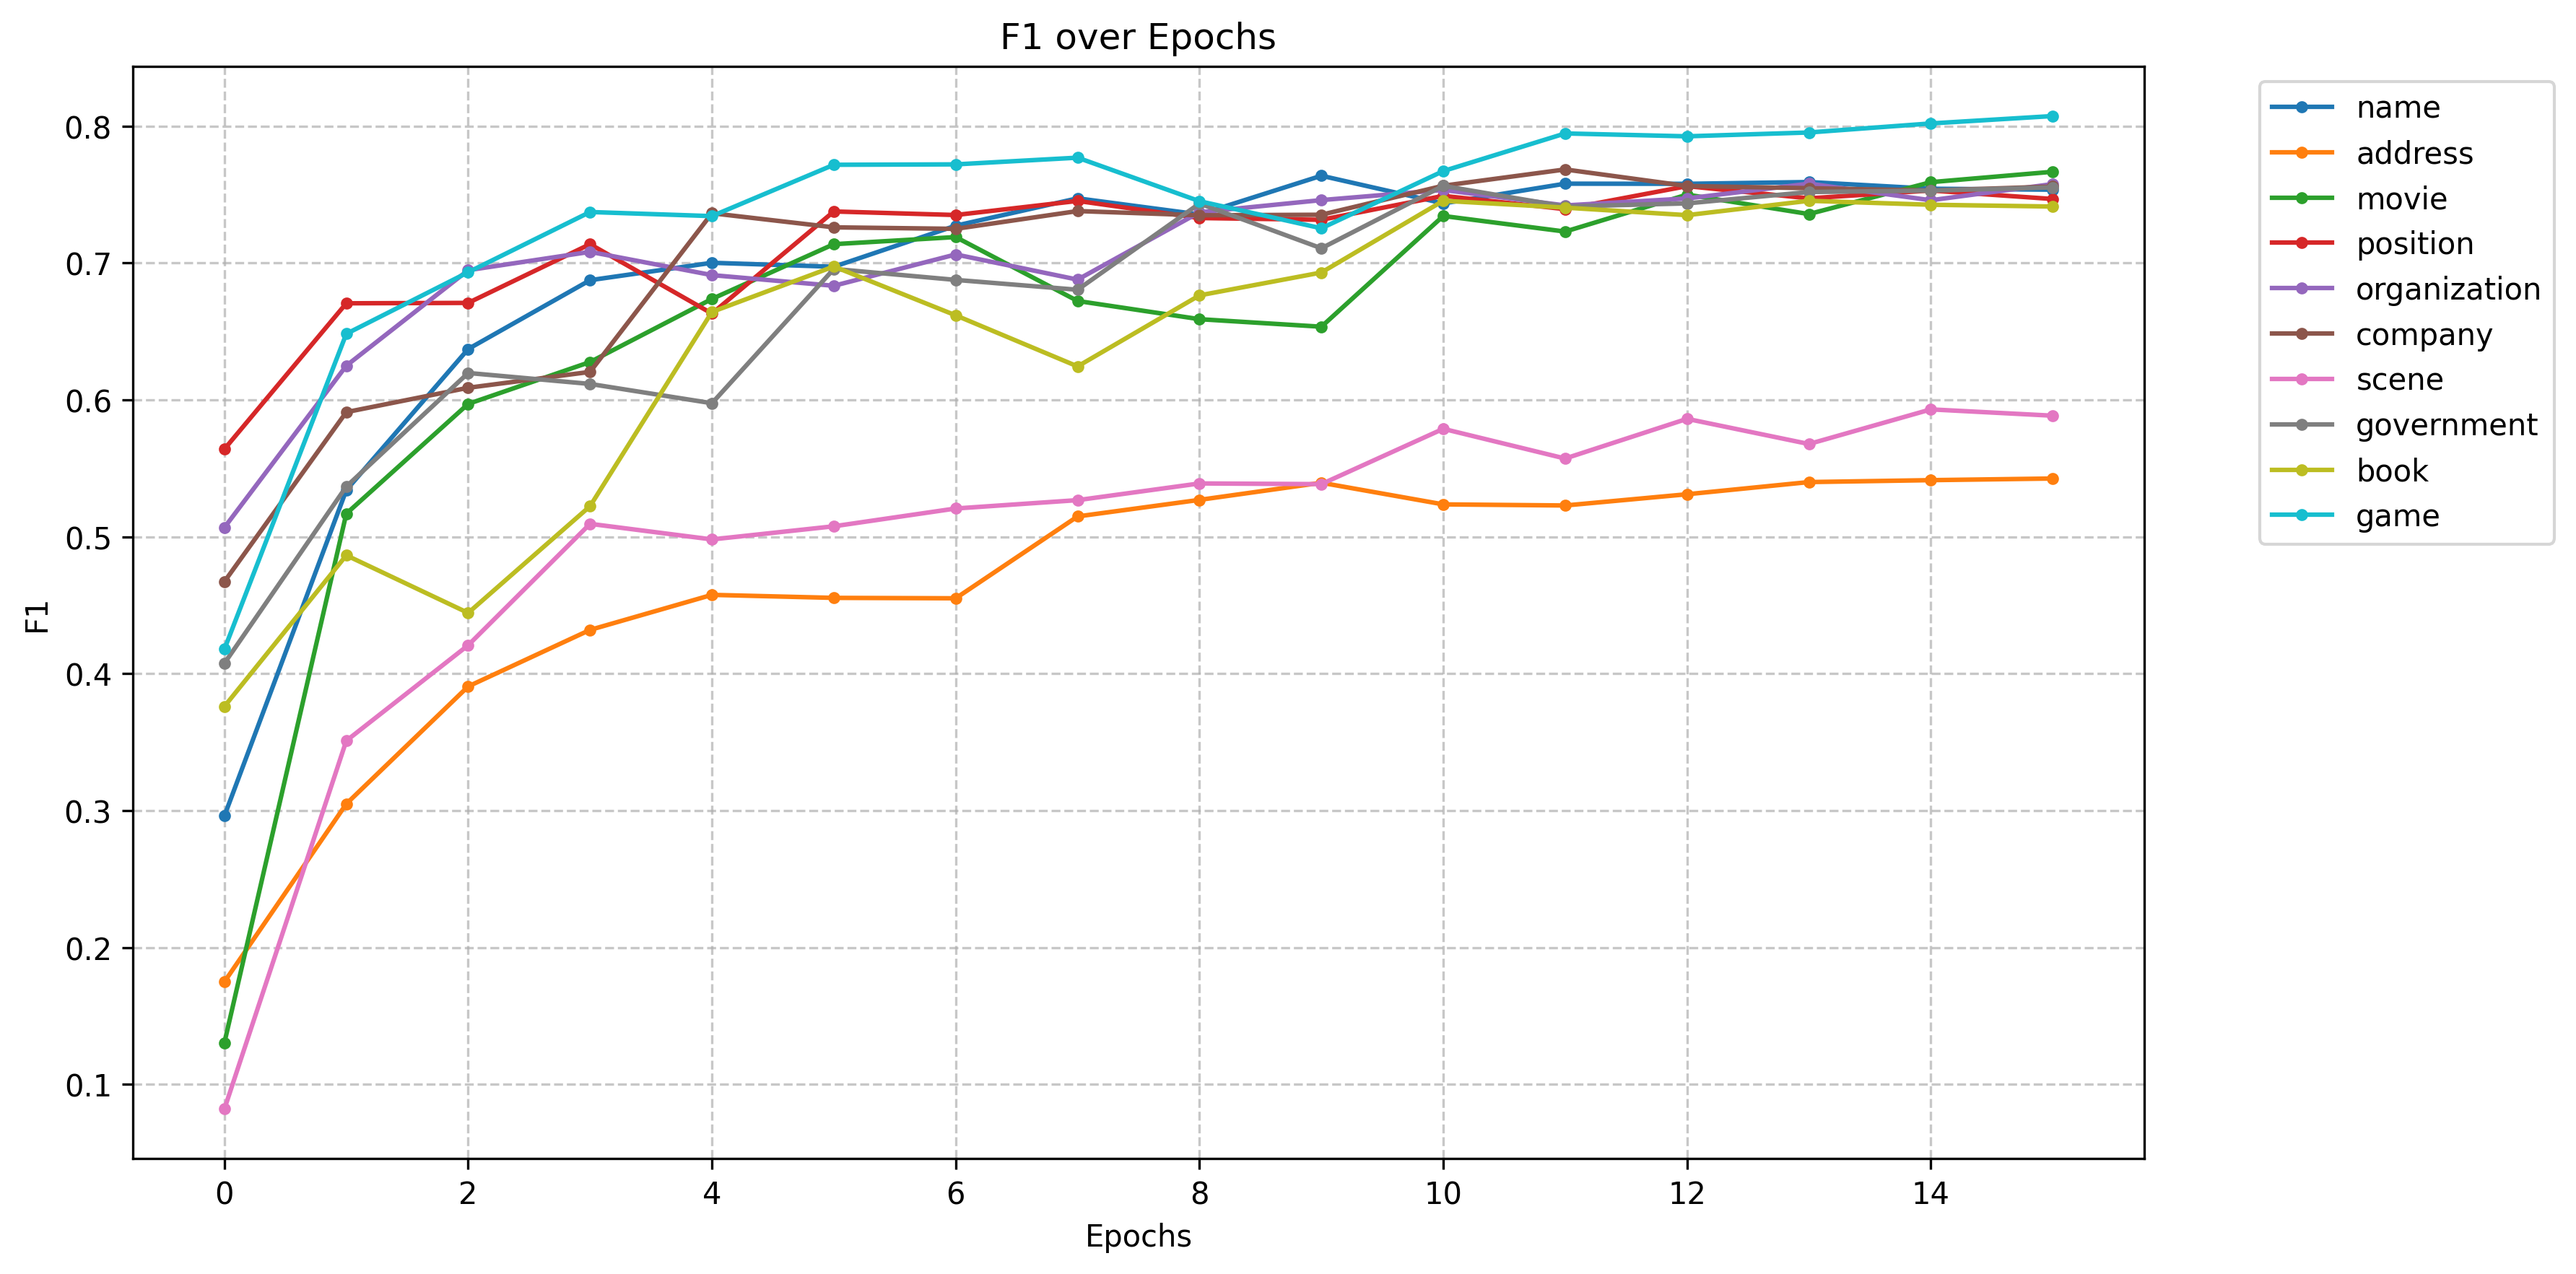 F1 over Epochs
0.8
0.7
0.6
0.5
0.4
0.3
0.2
0.1
F1
0 2 4 6 8 10 12 14
Epochs
name
address
movie
position
organization
company
scene
government
book
game